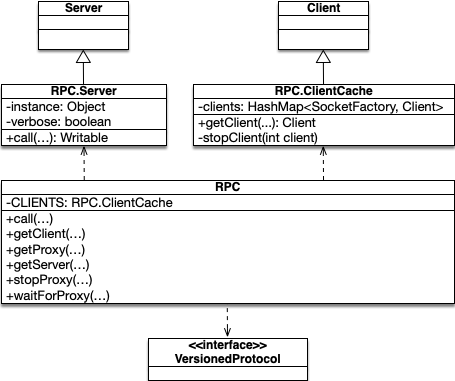 Server
Client
RPC.Server
-instance: Object
-verbose: boolean
+call(...): Writable
RPC.ClientCache
-clients: HashMap<SocketFactory, Client>
+getClient(...): Client
-stopClient(int client)
RPC
-CLIENTS: RPC.ClientCache
+call(...)
+getClient(...)
+getProxy(...)
+getServer(...)
+stopProxy(...)
+waitForProxy(...)
<<interface>>
VersionedProtocol